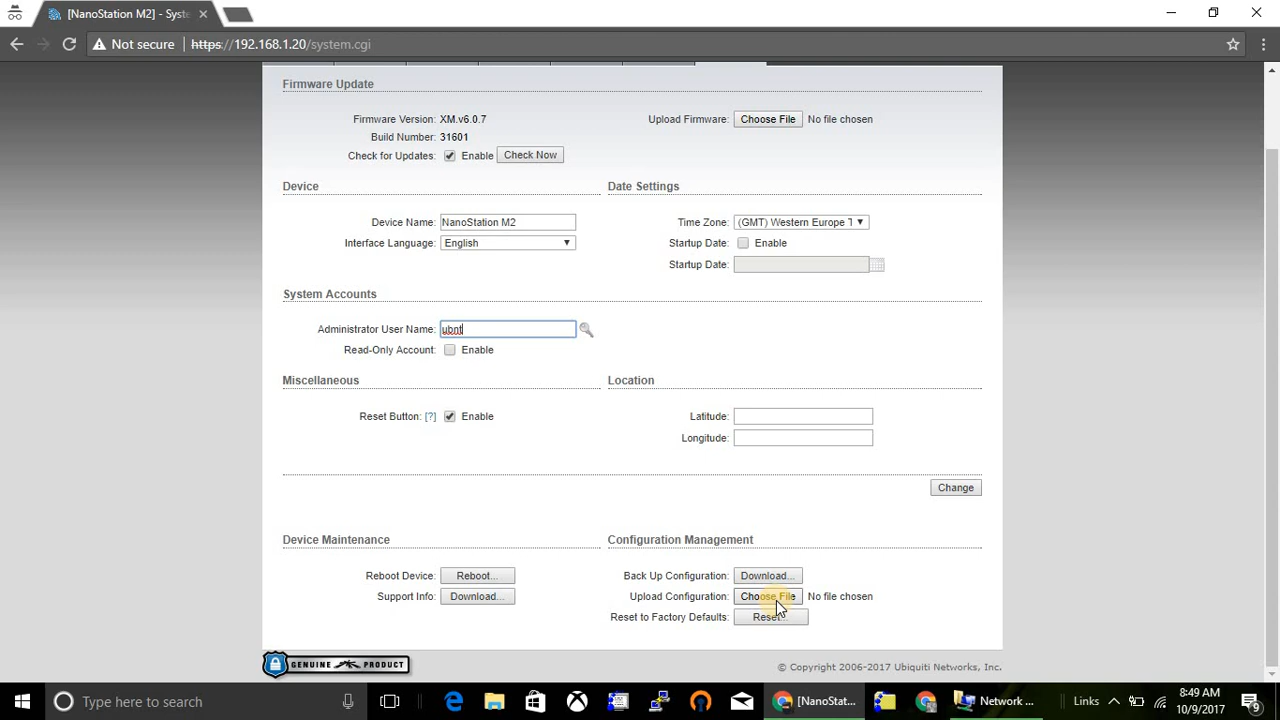 [NanoStation M2] - Syste
Not secure
https://192.168.1.20/system.cgi
Firmware Update
Firmware Version: XM.v6.0.7
Upload Firmware: Choose File No file chosen
Build Number: 31601
Check for Updates: Enable Check Now
Device
Date Settings
Device Name: NanoStation M2
Time Zone: (GMT) Western Europe T
Interface Language: English
Startup Date: Enable
Startup Date:
System Accounts
Administrator User Name: ubnt
Read-Only Account: Enable
Miscellaneous
Location
Reset Button: [?] Enable
Latitude:
Longitude:
Change
Device Maintenance
Configuration Management
Reboot Device: Reboot...
Back Up Configuration: Download...
Support Info: Download...
Upload Configuration: Choose File No file chosen
Reset to Factory Defaults: Reset...
GENUINE PRODUCT
© Copyright 2006-2017 Ubiquiti Networks, Inc.
Type here to search
[NanoStat...
Network ...
Links
8:49 AM
10/9/2017
9